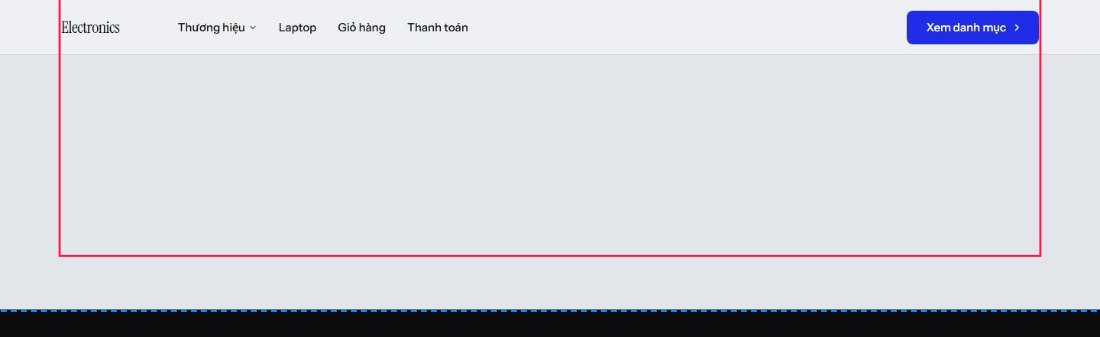 Electronics
Thương hiệu
Laptop
Giỏ hàng
Thanh toán
Xem danh mục